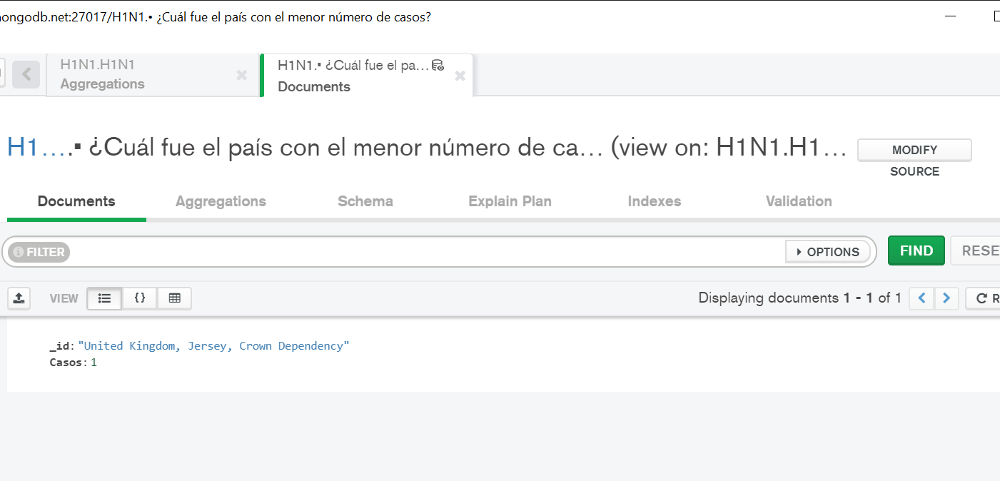 ongodb.net:27017/H1N1.▪ ¿Cuál fue el país con el menor número de casos?
H1N1.H1N1
Aggregations
H1N1.▪ ¿Cuál fue el pa...
Documents
H1....▪ ¿Cuál fue el país con el menor número de ca... (view on: H1N1.H1...
MODIFY SOURCE
Documents Aggregations Schema Explain Plan Indexes Validation
FILTER OPTIONS FIND RESE
VIEW {} Displaying documents 1 - 1 of 1 R
_id: "United Kingdom, Jersey, Crown Dependency"
Casos: 1